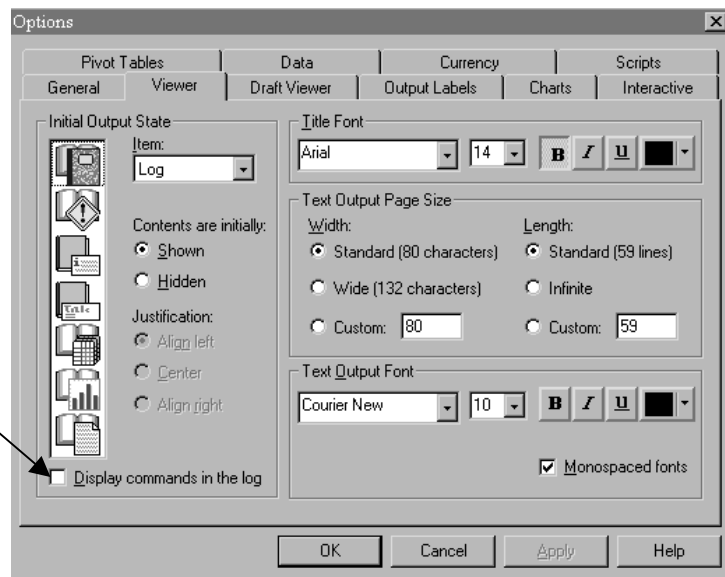 Options
Pivot Tables Data Currency Scripts
General Viewer Draft Viewer Output Labels Charts Interactive
Initial Output State
Item:
Log
Contents are initially:
Shown
Hidden
Justification:
Align left
Center
Align right
Display commands in the log
Title Font
Arial 14 B I U
Text Output Page Size
Width: Length:
Standard (80 characters) Standard (59 lines)
Wide (132 characters) Infinite
Custom: 80 Custom: 59
Text Output Font
Courier New 10 B I U
Monospaced fonts
OK Cancel Apply Help